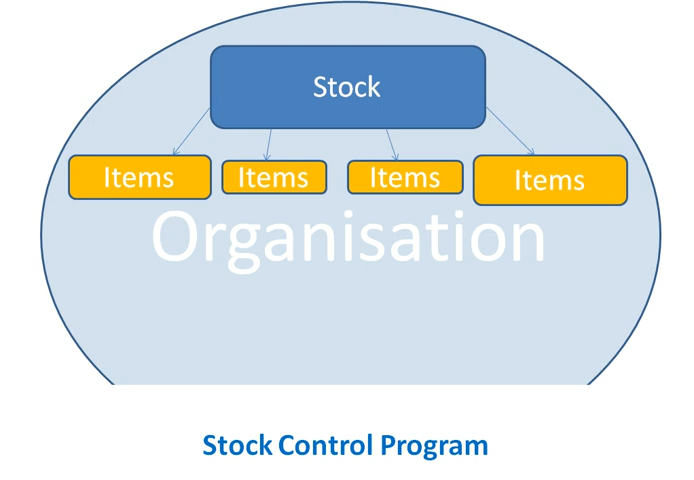 Stock
Items Items Items Items
Organisation
Stock Control Program